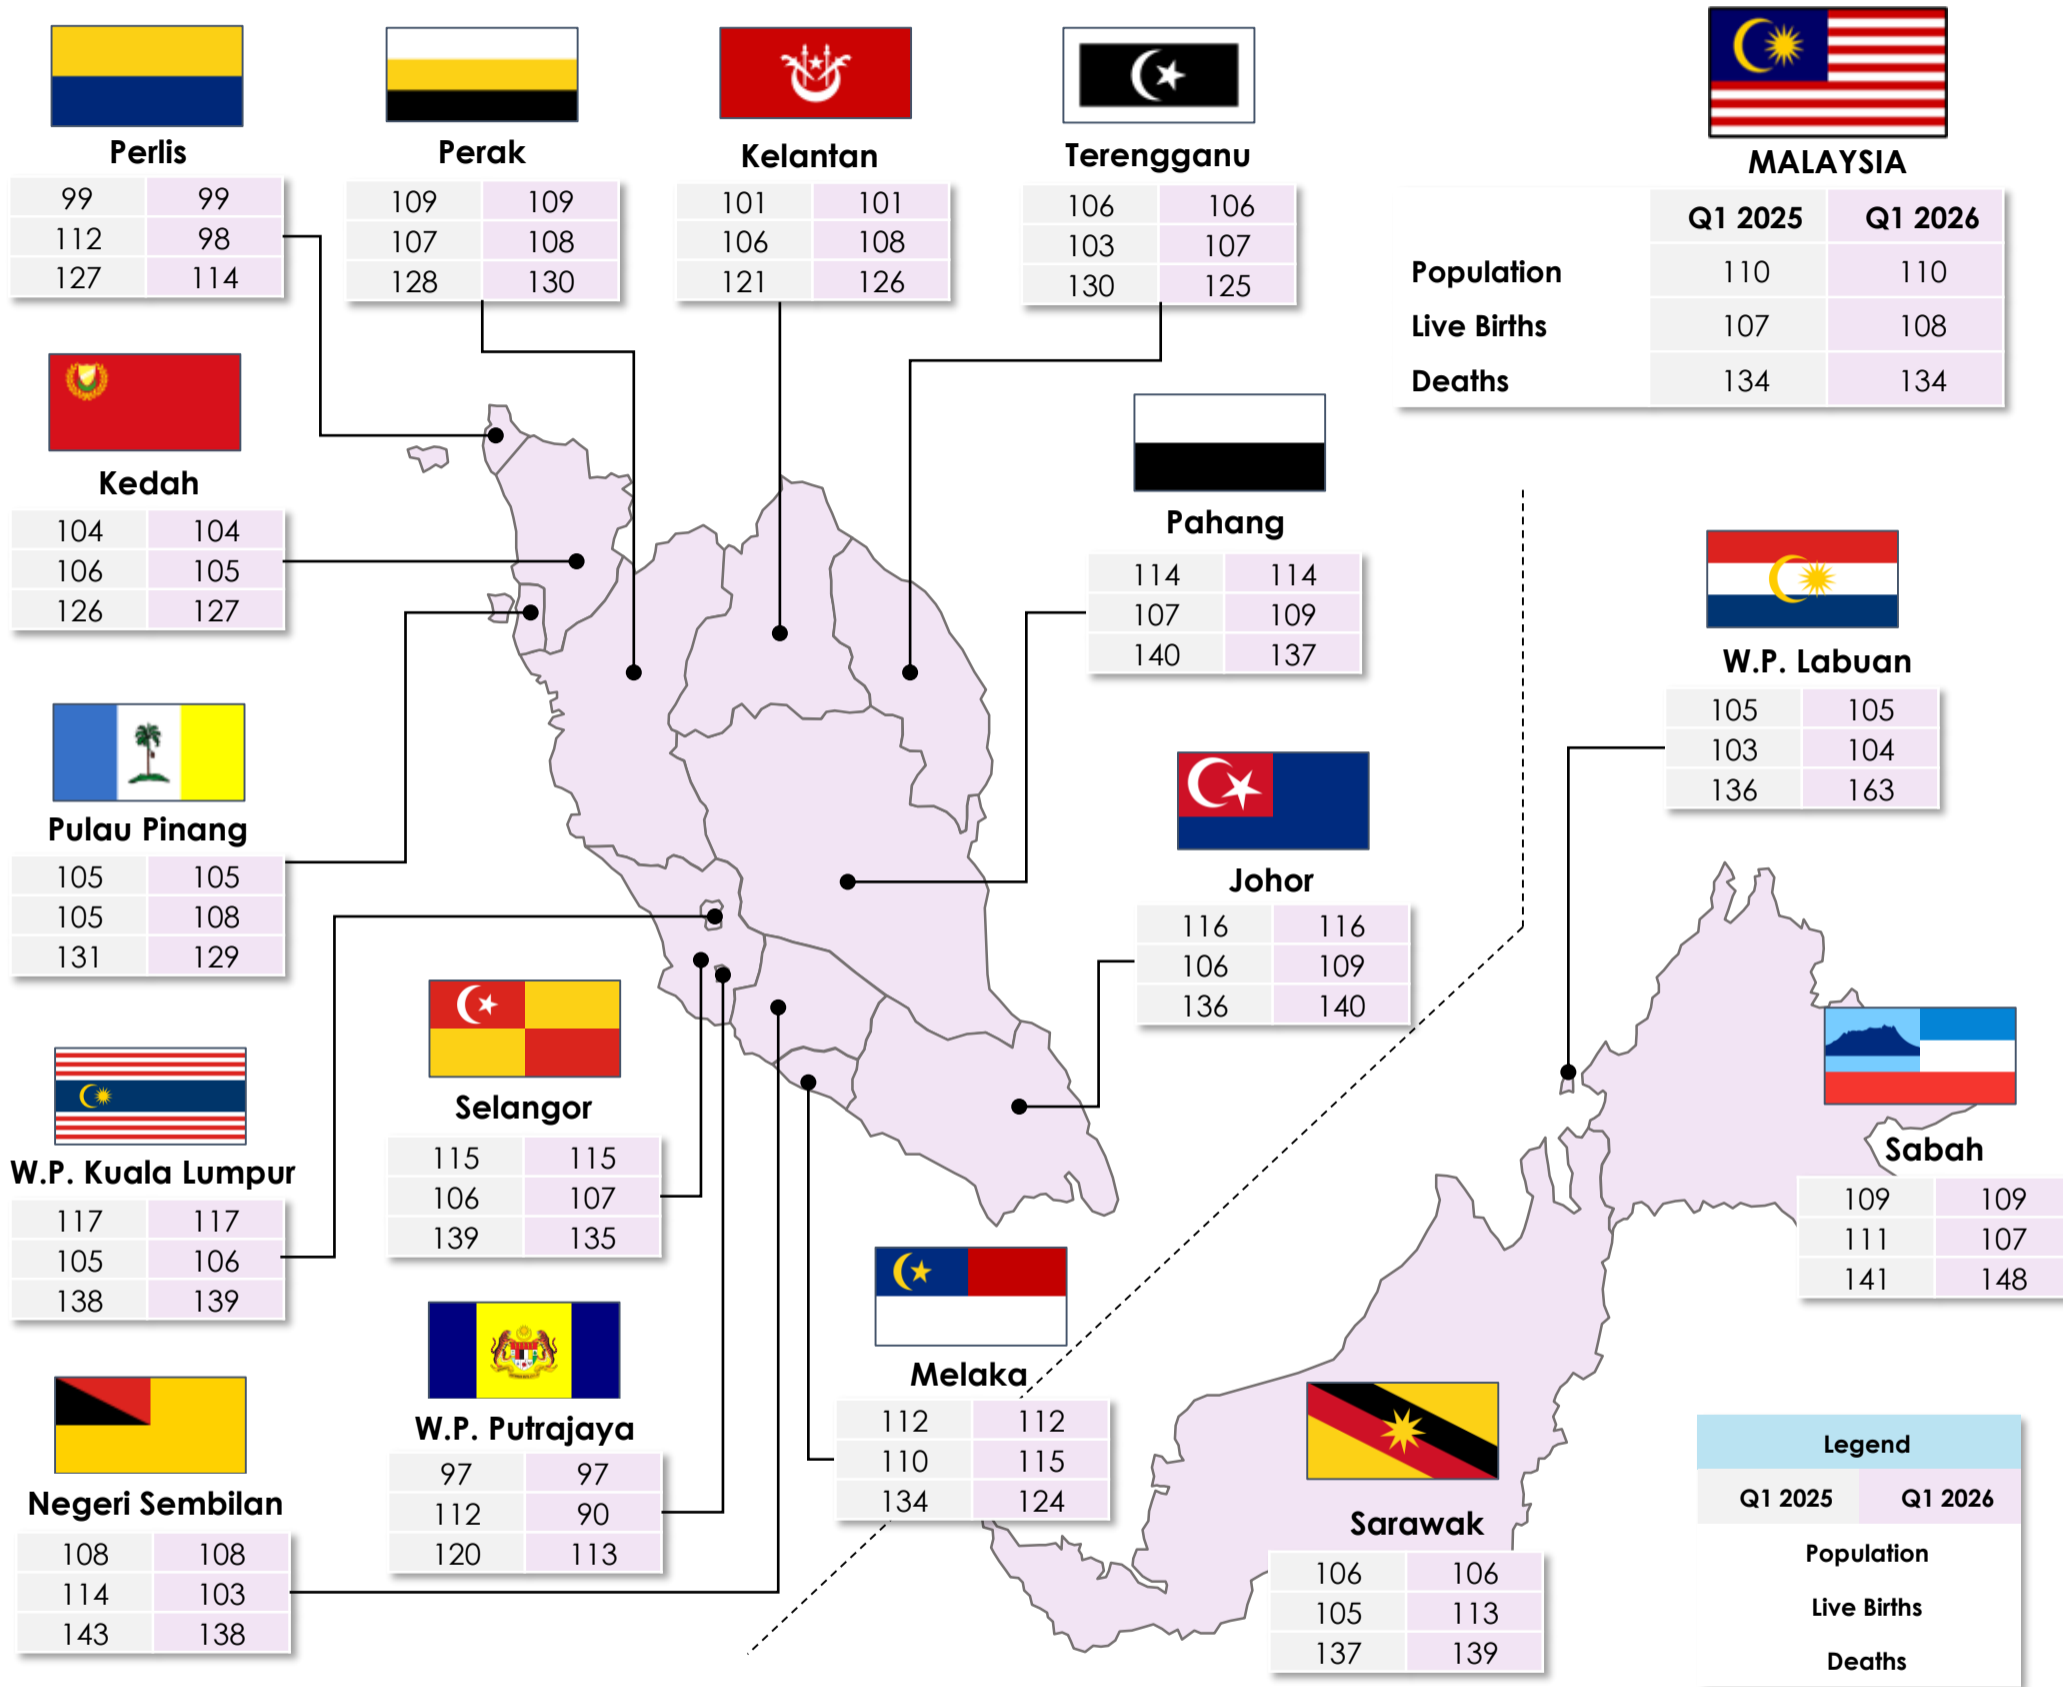 Perlis
99 99
112 98
127 114
Perak
109 109
107 108
128 130
Kelantan
101 101
106 108
121 126
Terengganu
106 106
103 107
130 125
MALAYSIA
Q1 2025 Q1 2026
Population 110 110
Live Births 107 108
Deaths 134 134
Kedah
104 104
106 105
126 127
Pahang
114 114
107 109
140 137
W.P. Labuan
105 105
103 104
136 163
Pulau Pinang
105 105
105 108
131 129
Johor
116 116
106 109
136 140
Selangor
115 115
106 107
139 135
W.P. Kuala Lumpur
117 117
105 106
138 139
Sabah
109 109
111 107
141 148
W.P. Putrajaya
97 97
112 90
120 113
Melaka
112 112
110 115
134 124
Negeri Sembilan
108 108
114 103
143 138
Sarawak
106 106
105 113
137 139
Legend
Q1 2025 Q1 2026
Population
Live Births
Deaths